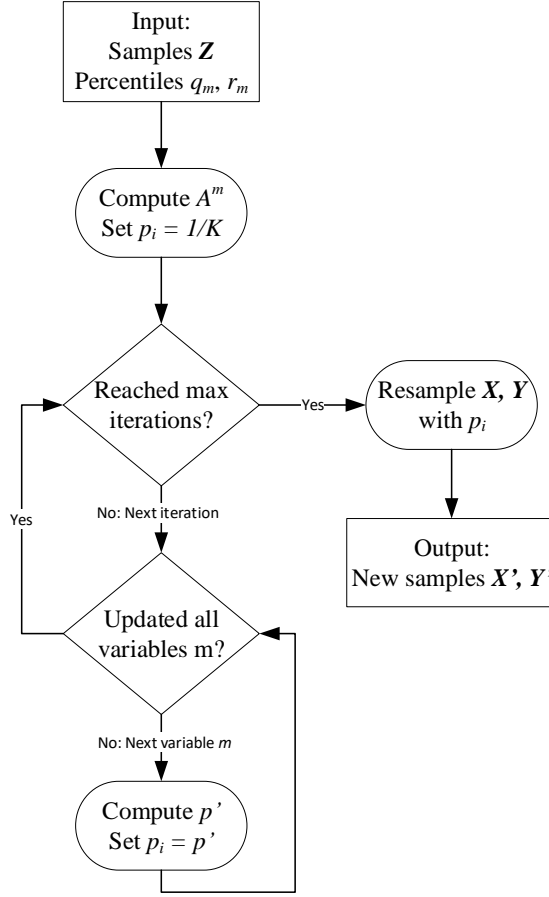 Input:
Samples Z
Percentiles qm, rm
Compute A^m
Set pi = 1/K
Reached max
iterations?
Yes
Resample X, Y
with pi
Yes
No: Next iteration
Output:
New samples X', Y'
Updated all
variables m?
No: Next variable m
Compute p'
Set pi = p'